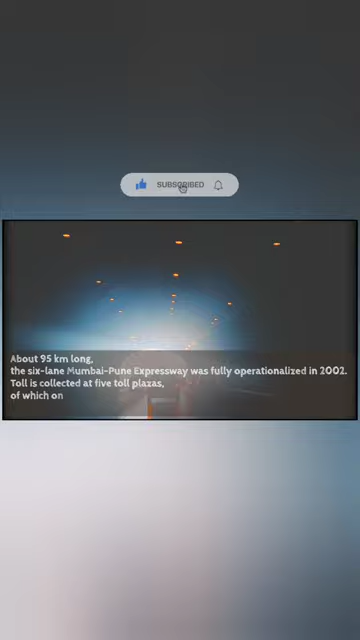 SUBSCRIBED
About 95 km long,
the six-lane Mumbai-Pune Expressway was fully operationalized in 2002.
Toll is collected at five toll plazas,
of which on